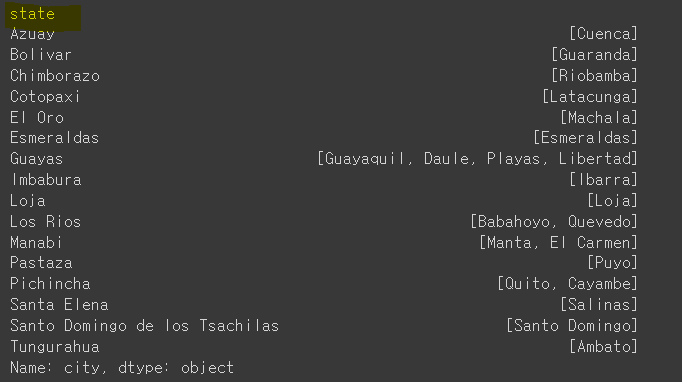 state
Azuay [Cuenca]
Bolivar [Guaranda]
Chimborazo [Riobamba]
Cotopaxi [Latacunga]
El Oro [Machala]
Esmeraldas [Esmeraldas]
Guayas [Guayaquil, Daule, Playas, Libertad]
Imbabura [Ibarra]
Loja [Loja]
Los Rios [Babahoyo, Quevedo]
Manabi [Manta, El Carmen]
Pastaza [Puyo]
Pichincha [Quito, Cayambe]
Santa Elena [Salinas]
Santo Domingo de los Tsachilas [Santo Domingo]
Tungurahua [Ambato]
Name: city, dtype: object